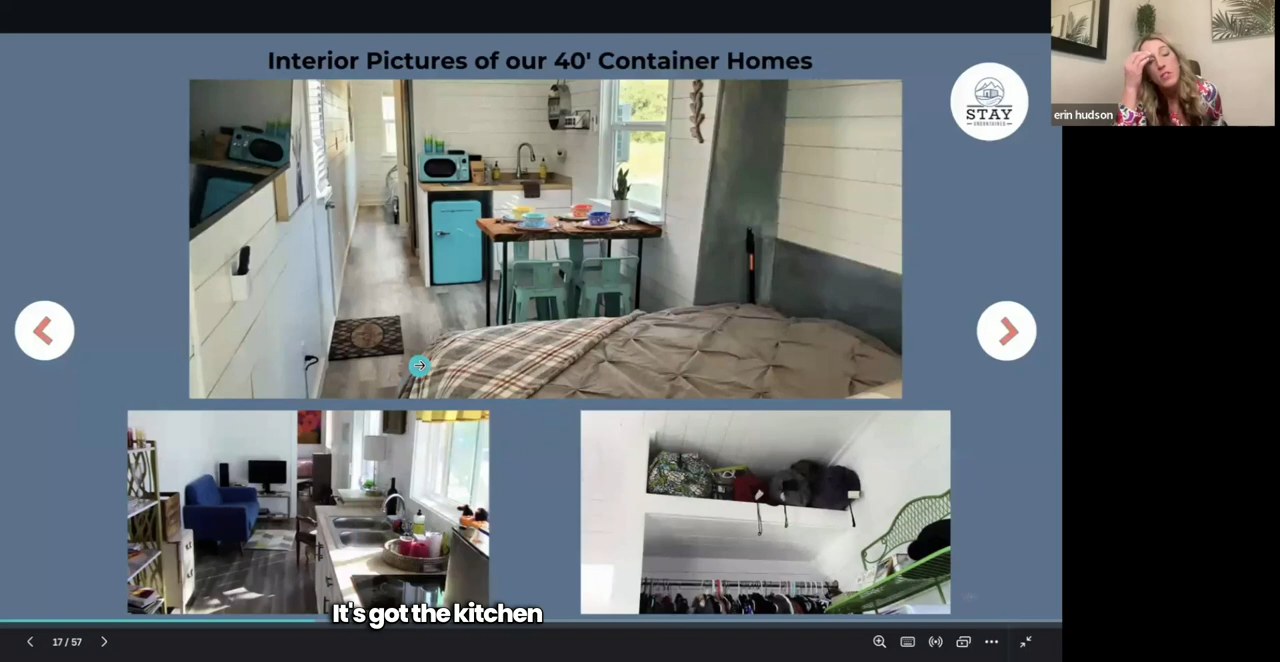 Interior Pictures of our 40' Container Homes
STAY
erin hudson
It's got the kitchen
17 / 57